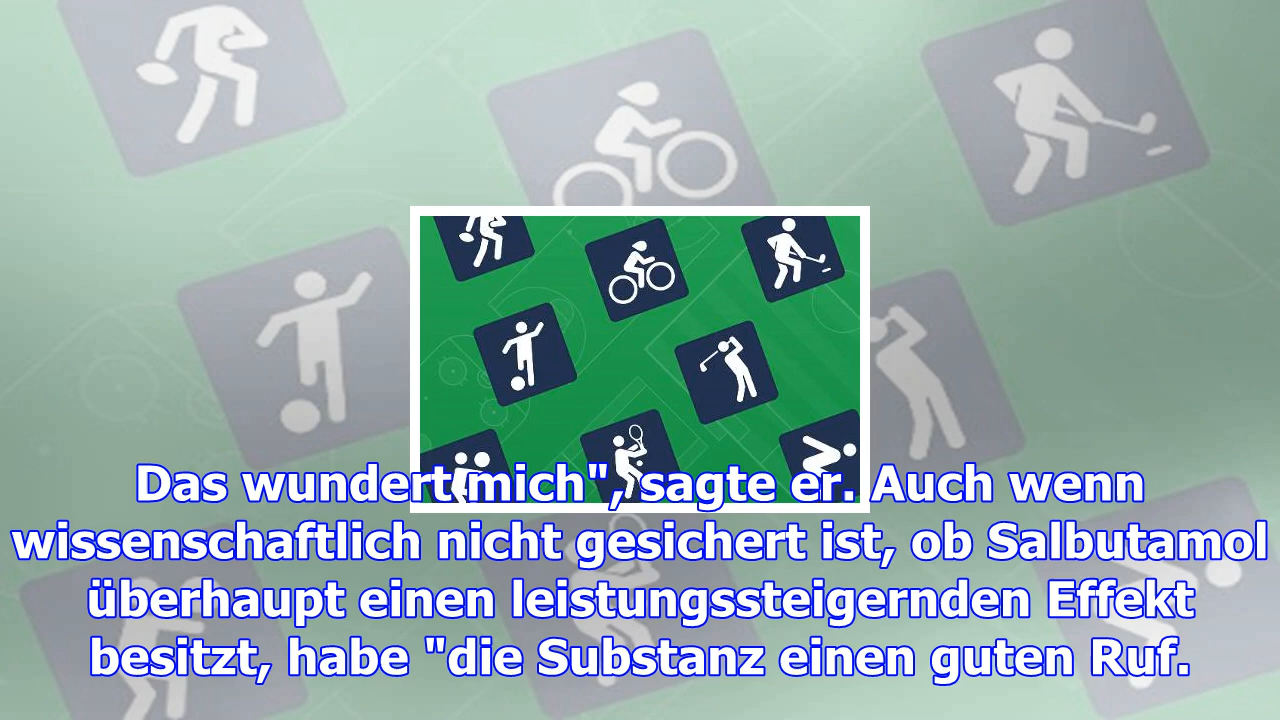 Das wundert mich", sagte er. Auch wenn
wissenschaftlich nicht gesichert ist, ob Salbutamol
überhaupt einen leistungssteigernden Effekt
besitzt, habe "die Substanz einen guten Ruf.